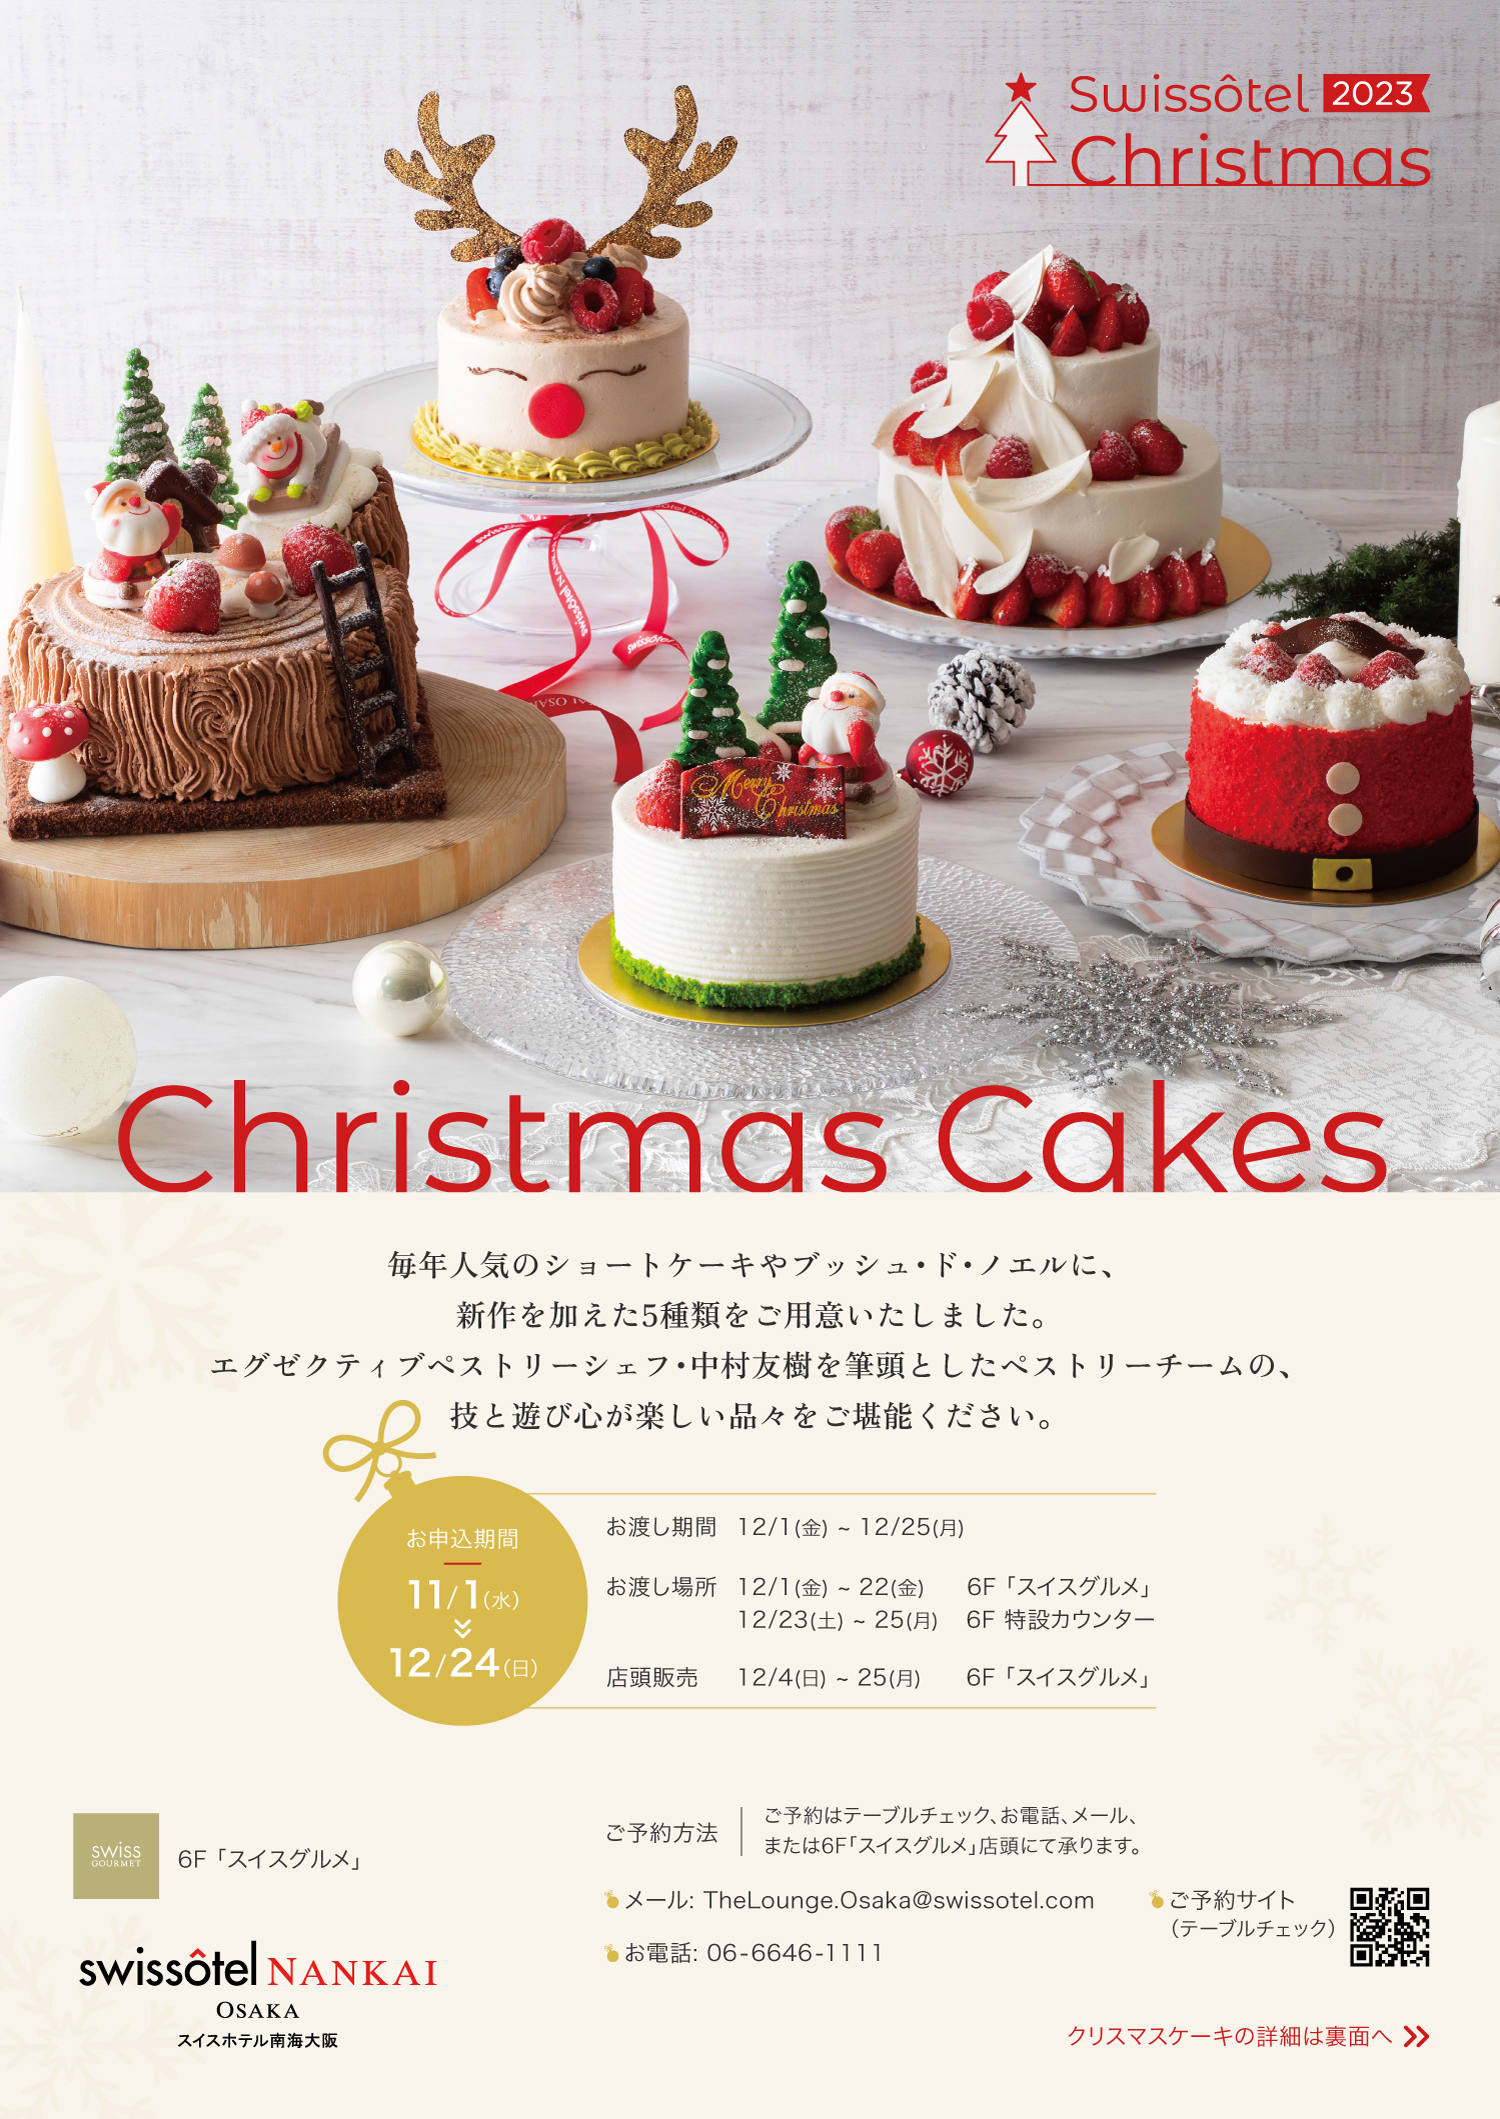 Swissôtel 2023
Christmas
Merry
Christmas
Christmas Cakes
毎年人気のショートケーキやブッシュ・ド・ノエルに、
新作を加えた5種類をご用意いたしました。
エグゼクティブペストリーシェフ・中村友樹を筆頭としたペストリーチームの、
技と遊び心が楽しい品々をご堪能ください。
お申込期間
11/1(水)
12/24(日)
お渡し期間 12/1(金) ~ 12/25(月)
お渡し場所 12/1(金) ~ 22(金) 6F「スイスグルメ」
12/23(土) ~ 25(月) 6F 特設カウンター
店頭販売 12/4(日) ~ 25(月) 6F「スイスグルメ」
swiss
GOURMET
6F「スイスグルメ」
ご予約方法
ご予約はテーブルチェック、お電話、メール、
または6F「スイスグルメ」店頭にて承ります。
メール: TheLounge.Osaka@swissotel.com
お電話: 06-6646-1111
ご予約サイト
(テーブルチェック)
swissôtel NANKAI
OSAKA
スイスホテル南海大阪
クリスマスケーキの詳細は裏面へ